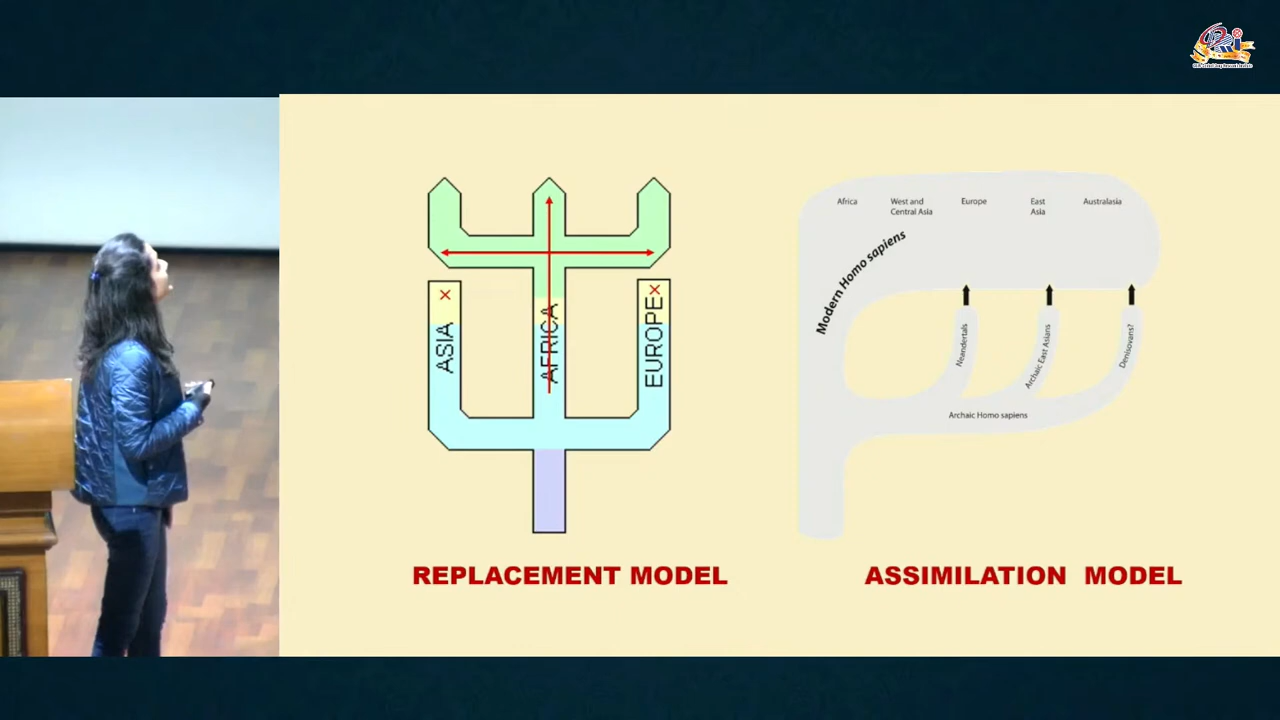 ASIA
AFRICA
EUROPE
REPLACEMENT MODEL
Africa
West and
Central Asia
Europe
East
Asia
Australasia
Modern Homo sapiens
Neandertals
Archaic East Asians
Denisovans?
Archaic Homo sapiens
ASSIMILATION MODEL